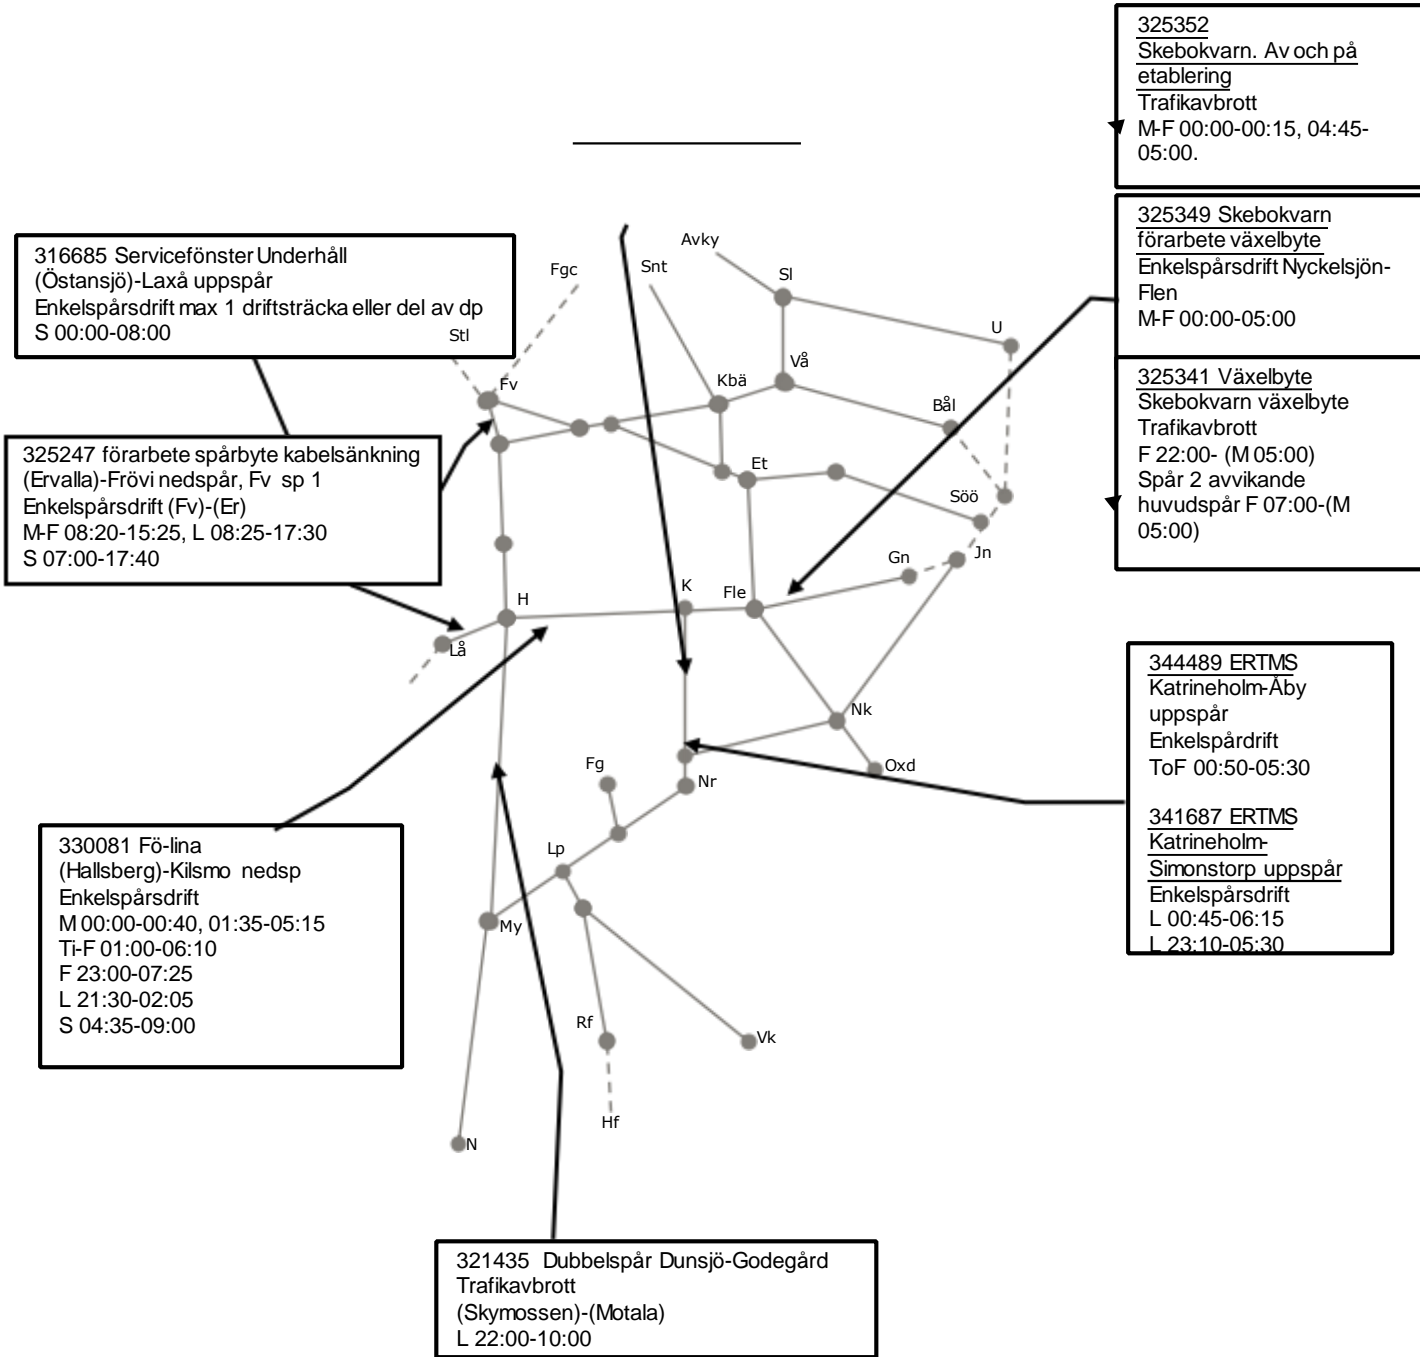 325352
Skebokvarn. Av och på
etablering
Trafikavbrott
M-F 00:00-00:15, 04:45-
05:00.
325349 Skebokvarn
förarbete växelbyte
Enkelspårsdrift Nyckelsjön-
Flen
M-F 00:00-05:00
325341 Växelbyte
Skebokvarn växelbyte
Trafikavbrott
F 22:00- (M 05:00)
Spår 2 avvikande
huvudspår F 07:00-(M
05:00)
316685 Servicefönster Underhåll
(Östansjö)-Laxå uppspår
Enkelspårsdrift max 1 driftsträcka eller del av dp
S 00:00-08:00
325247 förarbete spårbyte kabelsänkning
(Ervalla)-Frövi nedspår, Fv sp 1
Enkelspårsdrift (Fv)-(Er)
M-F 08:20-15:25, L 08:25-17:30
S 07:00-17:40
Avky
Fgc
Snt
Sl
U
Stl
Vå
Fv
Kbä
Bål
Et
Söö
Jn
Gn
K
Fle
H
Lå
Nk
Oxd
Fg
Nr
Lp
My
Rf
Vk
Hf
N
344489 ERTMS
Katrineholm-Åby
uppspår
Enkelspårdrift
ToF 00:50-05:30
341687 ERTMS
Katrineholm-
Simonstorp uppspår
Enkelspårsdrift
L 00:45-06:15
L 23:10-05:30
330081 Fö-lina
(Hallsberg)-Kilsmo nedsp
Enkelspårsdrift
M 00:00-00:40, 01:35-05:15
Ti-F 01:00-06:10
F 23:00-07:25
L 21:30-02:05
S 04:35-09:00
321435 Dubbelspår Dunsjö-Godegård
Trafikavbrott
(Skymossen)-(Motala)
L 22:00-10:00